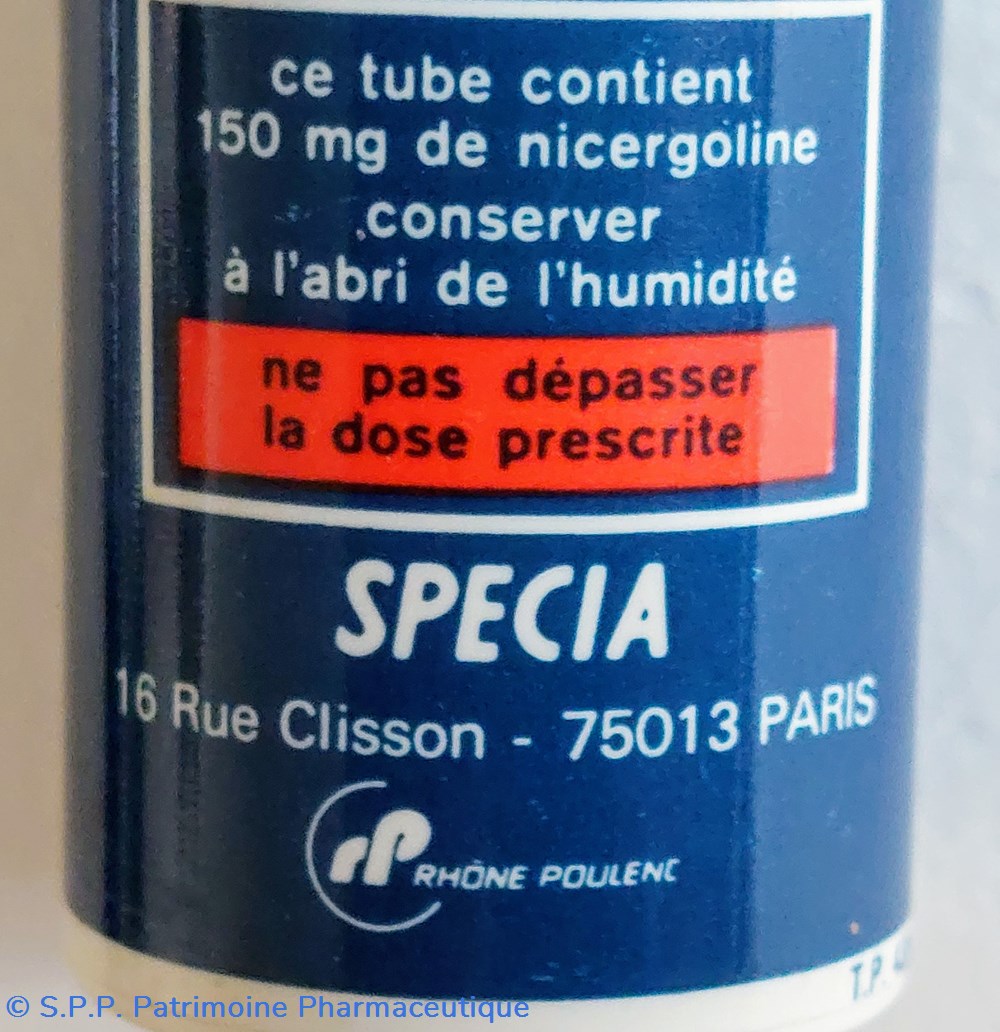 ce tube contient
150 mg de nicergoline
conserver
à l'abri de l'humidité
ne pas dépasser
la dose prescrite
SPECIA
16 Rue Clisson - 75013 PARIS
rP RHÔNE POULENC
T.P.
© S.P.P. Patrimoine Pharmaceutique